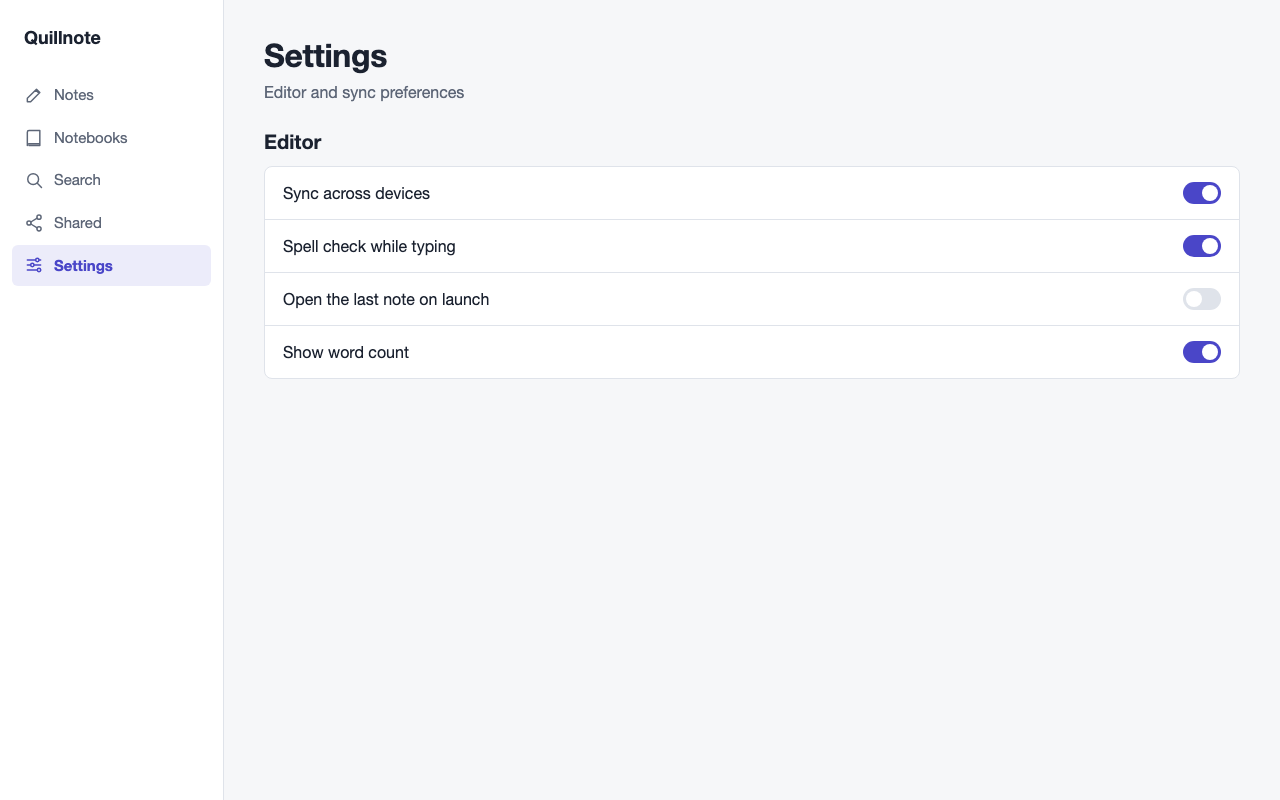 Quillnote
Notes
Notebooks
Search
Shared
Settings
Settings
Editor and sync preferences
Editor
Sync across devices
Spell check while typing
Open the last note on launch
Show word count